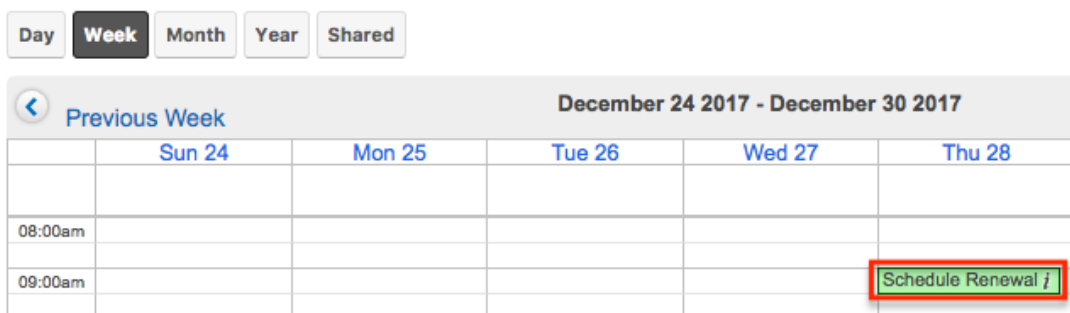 Day Week Month Year Shared
Previous Week December 24 2017 - December 30 2017
Sun 24 Mon 25 Tue 26 Wed 27 Thu 28
08:00am
09:00am Schedule Renewal i